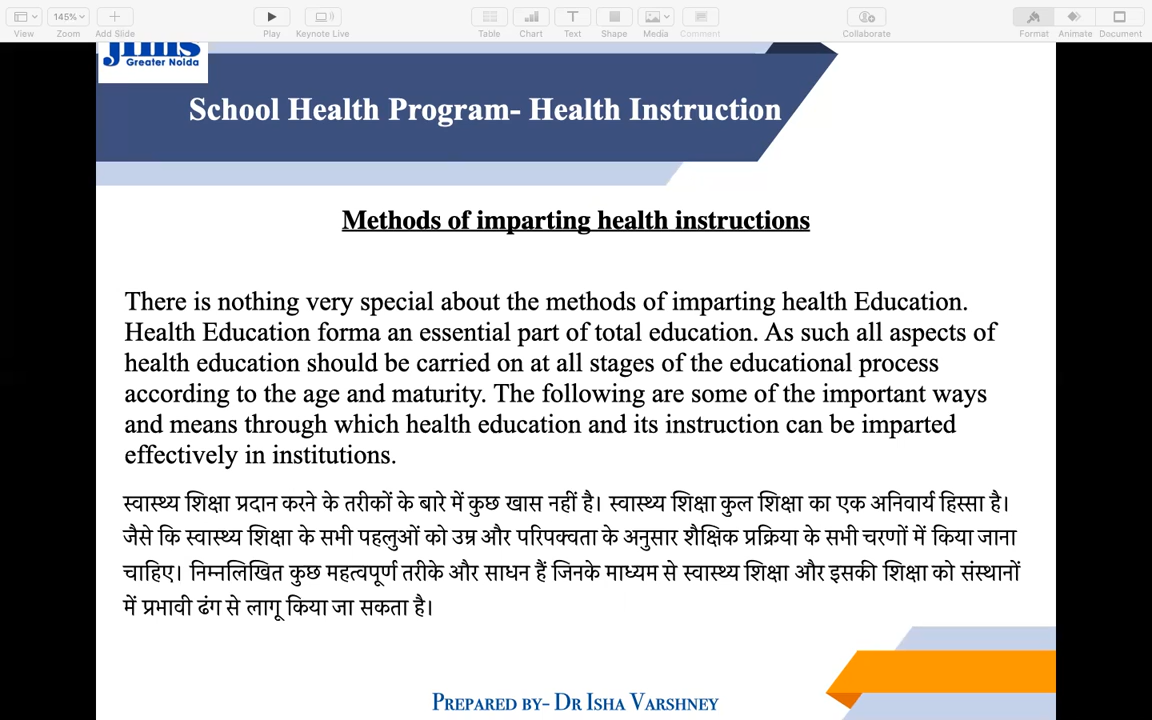 145%
View
Zoom
Add Slide
Play
Keynote Live
Table
Chart
Text
Shape
Media
Comment
Collaborate
Format
Animate
Document
jims
Greater Noida
School Health Program- Health Instruction
Methods of imparting health instructions
There is nothing very special about the methods of imparting health Education.
Health Education forma an essential part of total education. As such all aspects of
health education should be carried on at all stages of the educational process
according to the age and maturity. The following are some of the important ways
and means through which health education and its instruction can be imparted
effectively in institutions.
स्वास्थ्य शिक्षा प्रदान करने के तरीकों के बारे में कुछ खास नहीं है। स्वास्थ्य शिक्षा कुल शिक्षा का एक अनिवार्य हिस्सा है।
जैसे कि स्वास्थ्य शिक्षा के सभी पहलुओं को उम्र और परिपक्वता के अनुसार शैक्षिक प्रक्रिया के सभी चरणों में किया जाना
चाहिए। निम्नलिखित कुछ महत्वपूर्ण तरीके और साधन हैं जिनके माध्यम से स्वास्थ्य शिक्षा और इसकी शिक्षा को संस्थानों
में प्रभावी ढंग से लागू किया जा सकता है।
Prepared by- Dr Isha Varshney